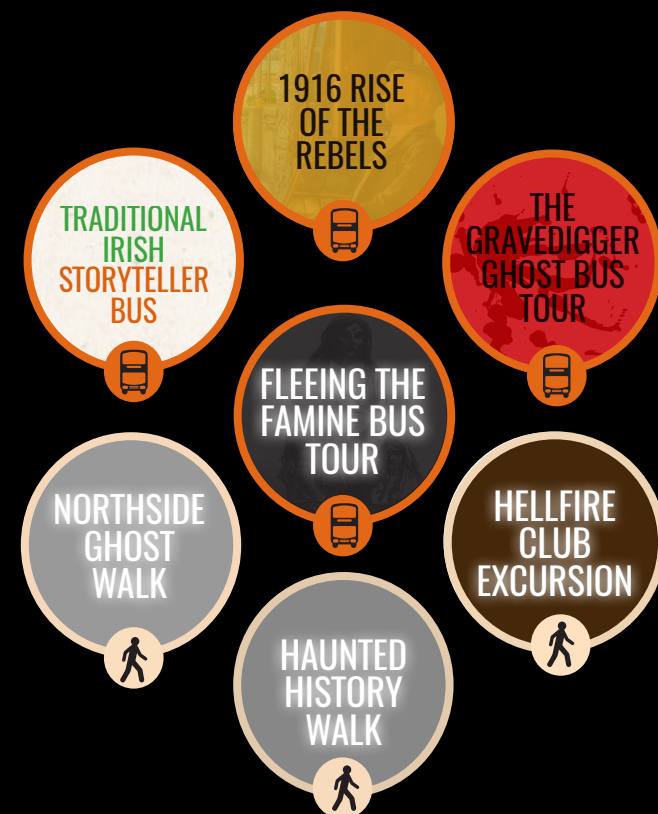 1916 RISE
OF THE
REBELS
TRADITIONAL
IRISH
STORYTELLER
BUS
THE
GRAVEDIGGER
GHOST BUS
TOUR
FLEEING THE
FAMINE BUS
TOUR
NORTHSIDE
GHOST
WALK
HELLFIRE
CLUB
EXCURSION
HAUNTED
HISTORY
WALK